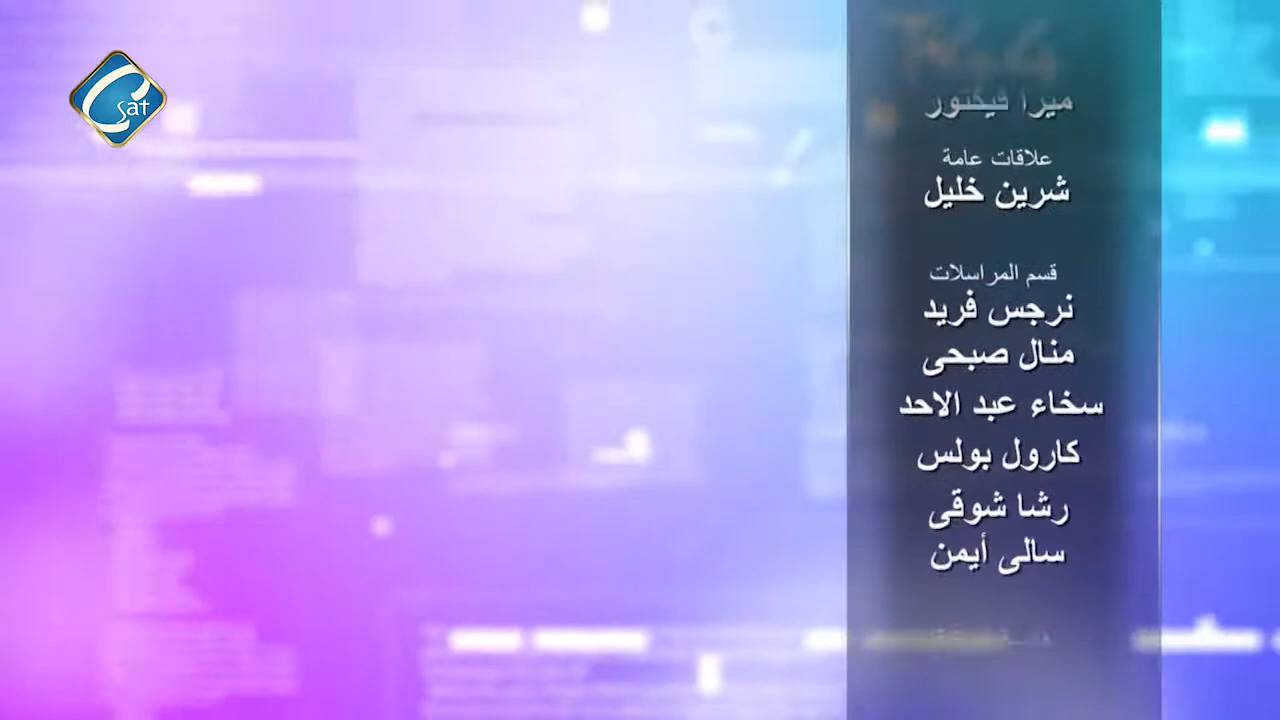 C sat
ميرا فيكتور
علاقات عامة
شرين خليل
قسم المراسلات
نرجس فريد
منال صبحى
سخاء عبد الاحد
كارول بولس
رشا شوقى
سالى أيمن